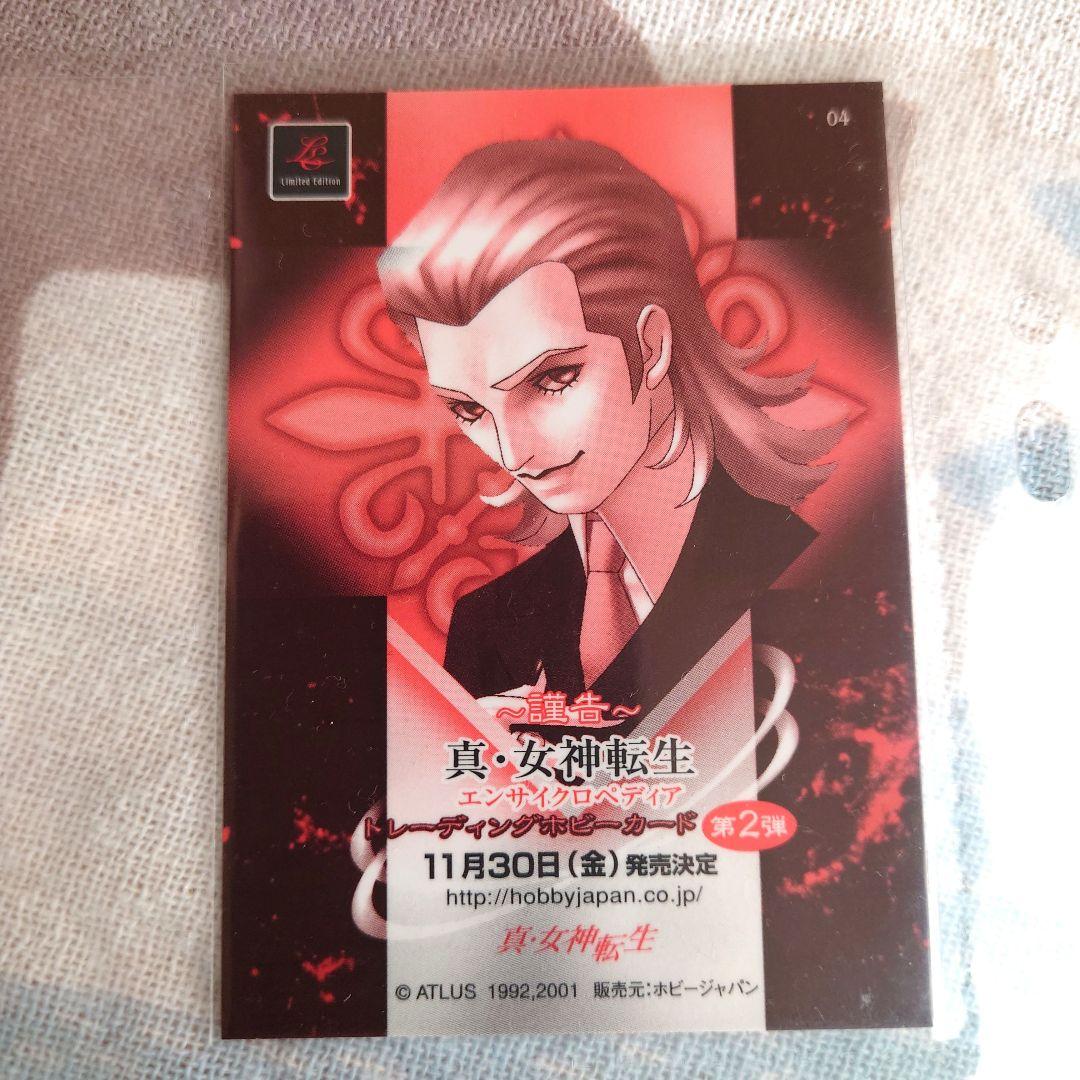 04
LE
Limited Edition
～謹告～
真・女神転生
エンサイクロペディア
トレーディングホビーカード 第2弾
11月30日(金)発売決定
http://hobbyjapan.co.jp/
真・女神転生
© ATLUS 1992,2001 販売元:ホビージャパン